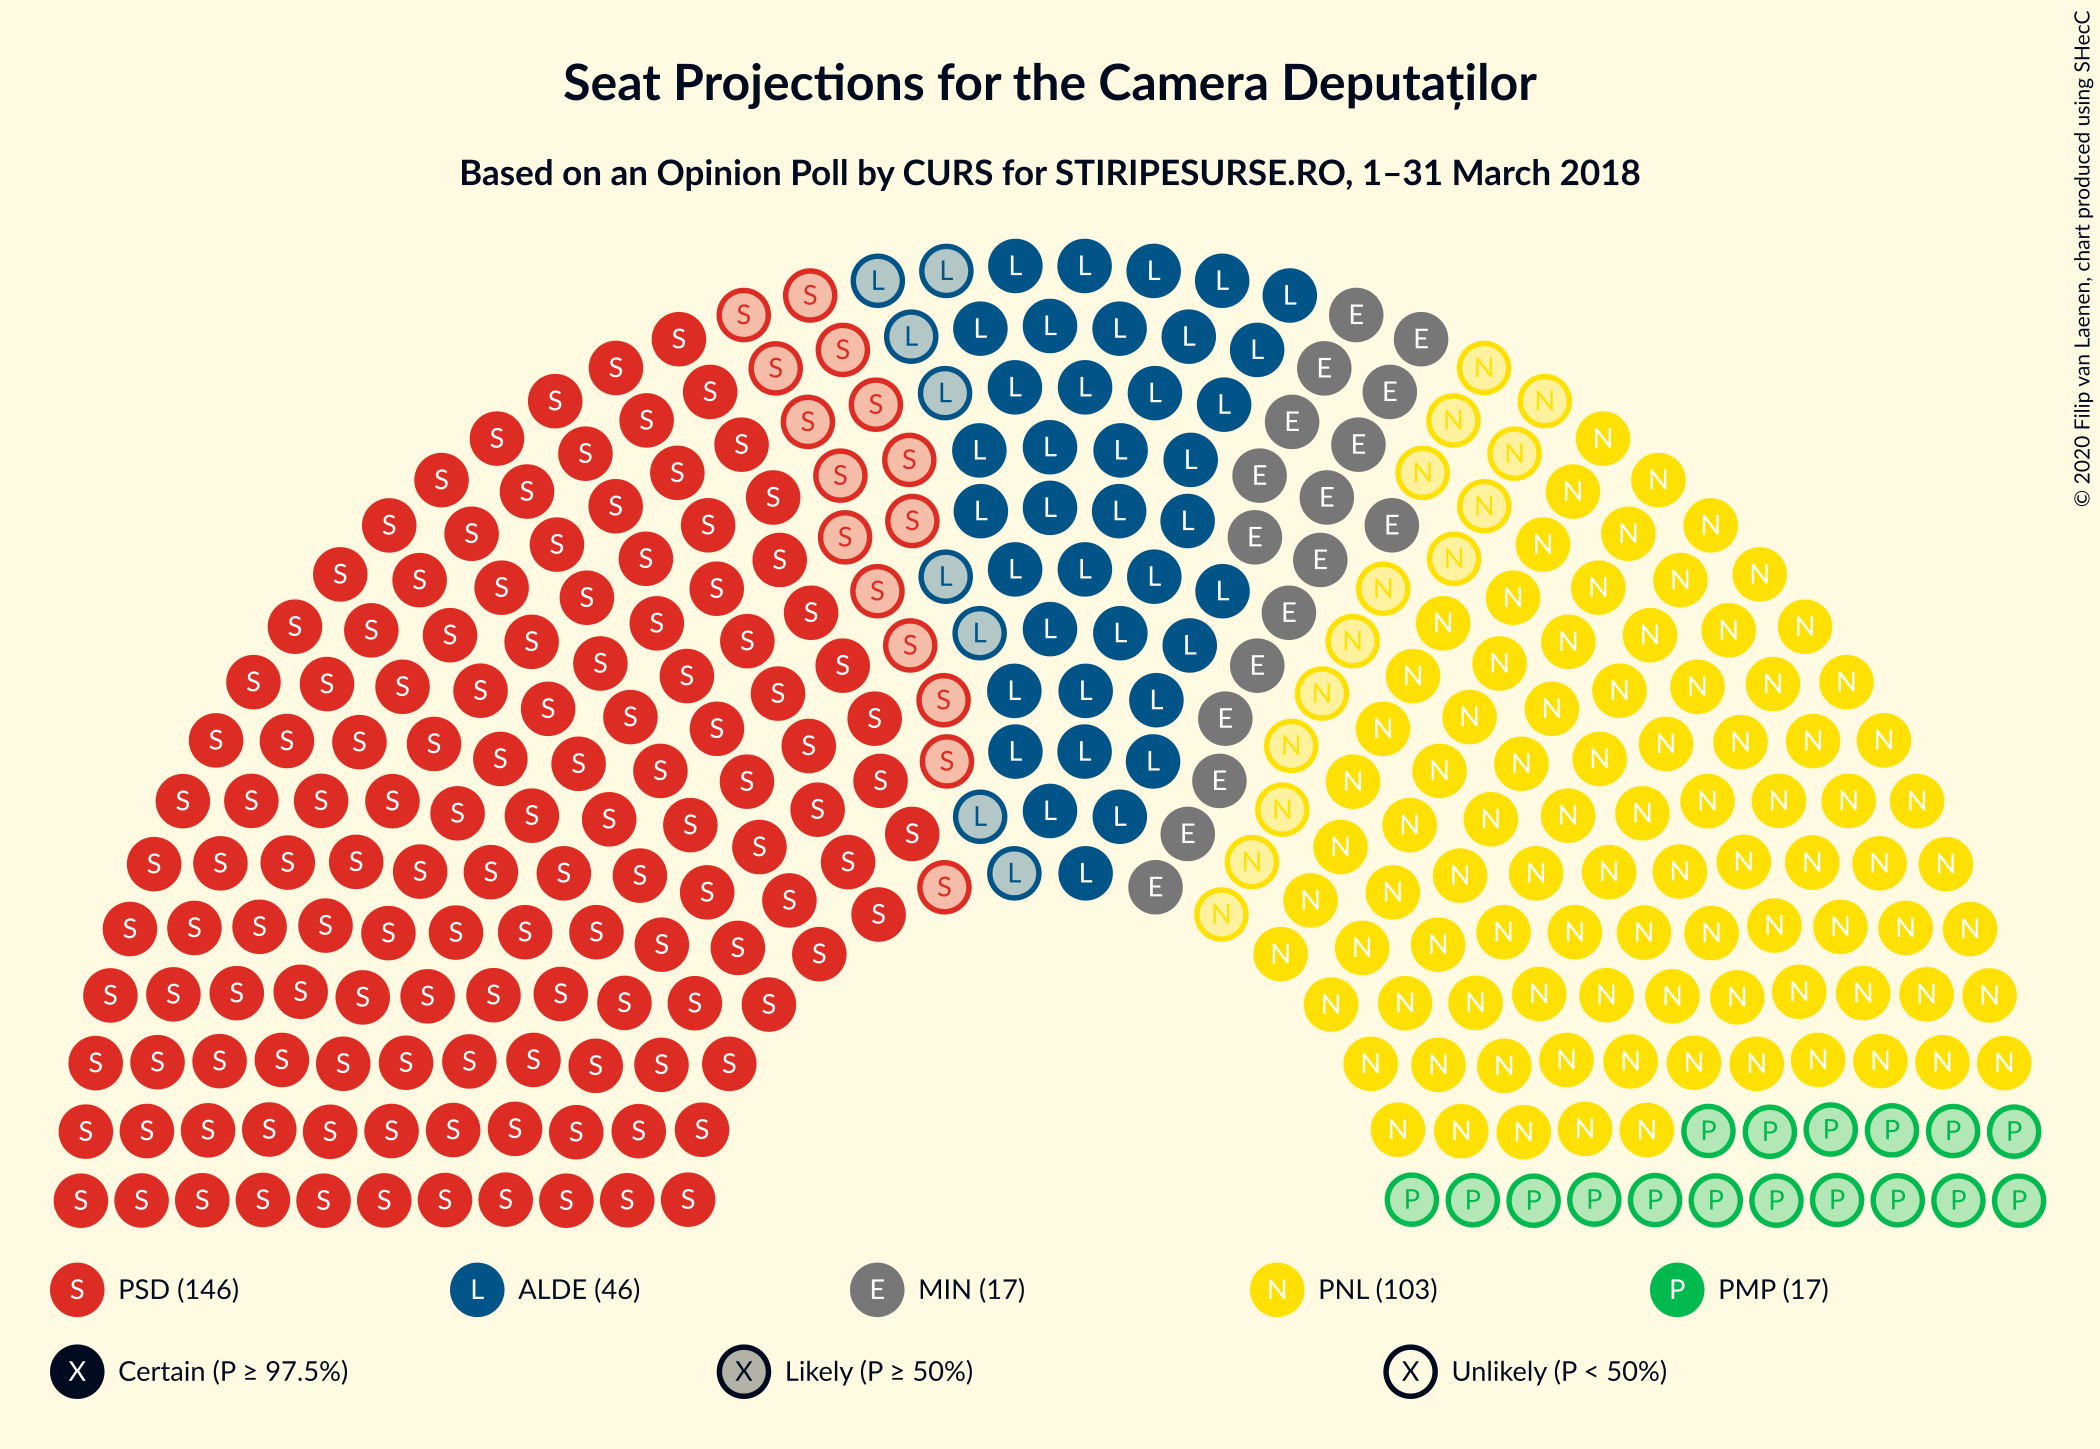 Seat Projections for the Camera Deputaților
Based on an Opinion Poll by CURS for STIRIPESURSE.RO, 1–31 March 2018
© 2020 Filip van Laenen, chart produced using SHecC
S PSD (146) L ALDE (46) E MIN (17) N PNL (103) P PMP (17)
X Certain (P ≥ 97.5%) X Likely (P ≥ 50%) X Unlikely (P < 50%)